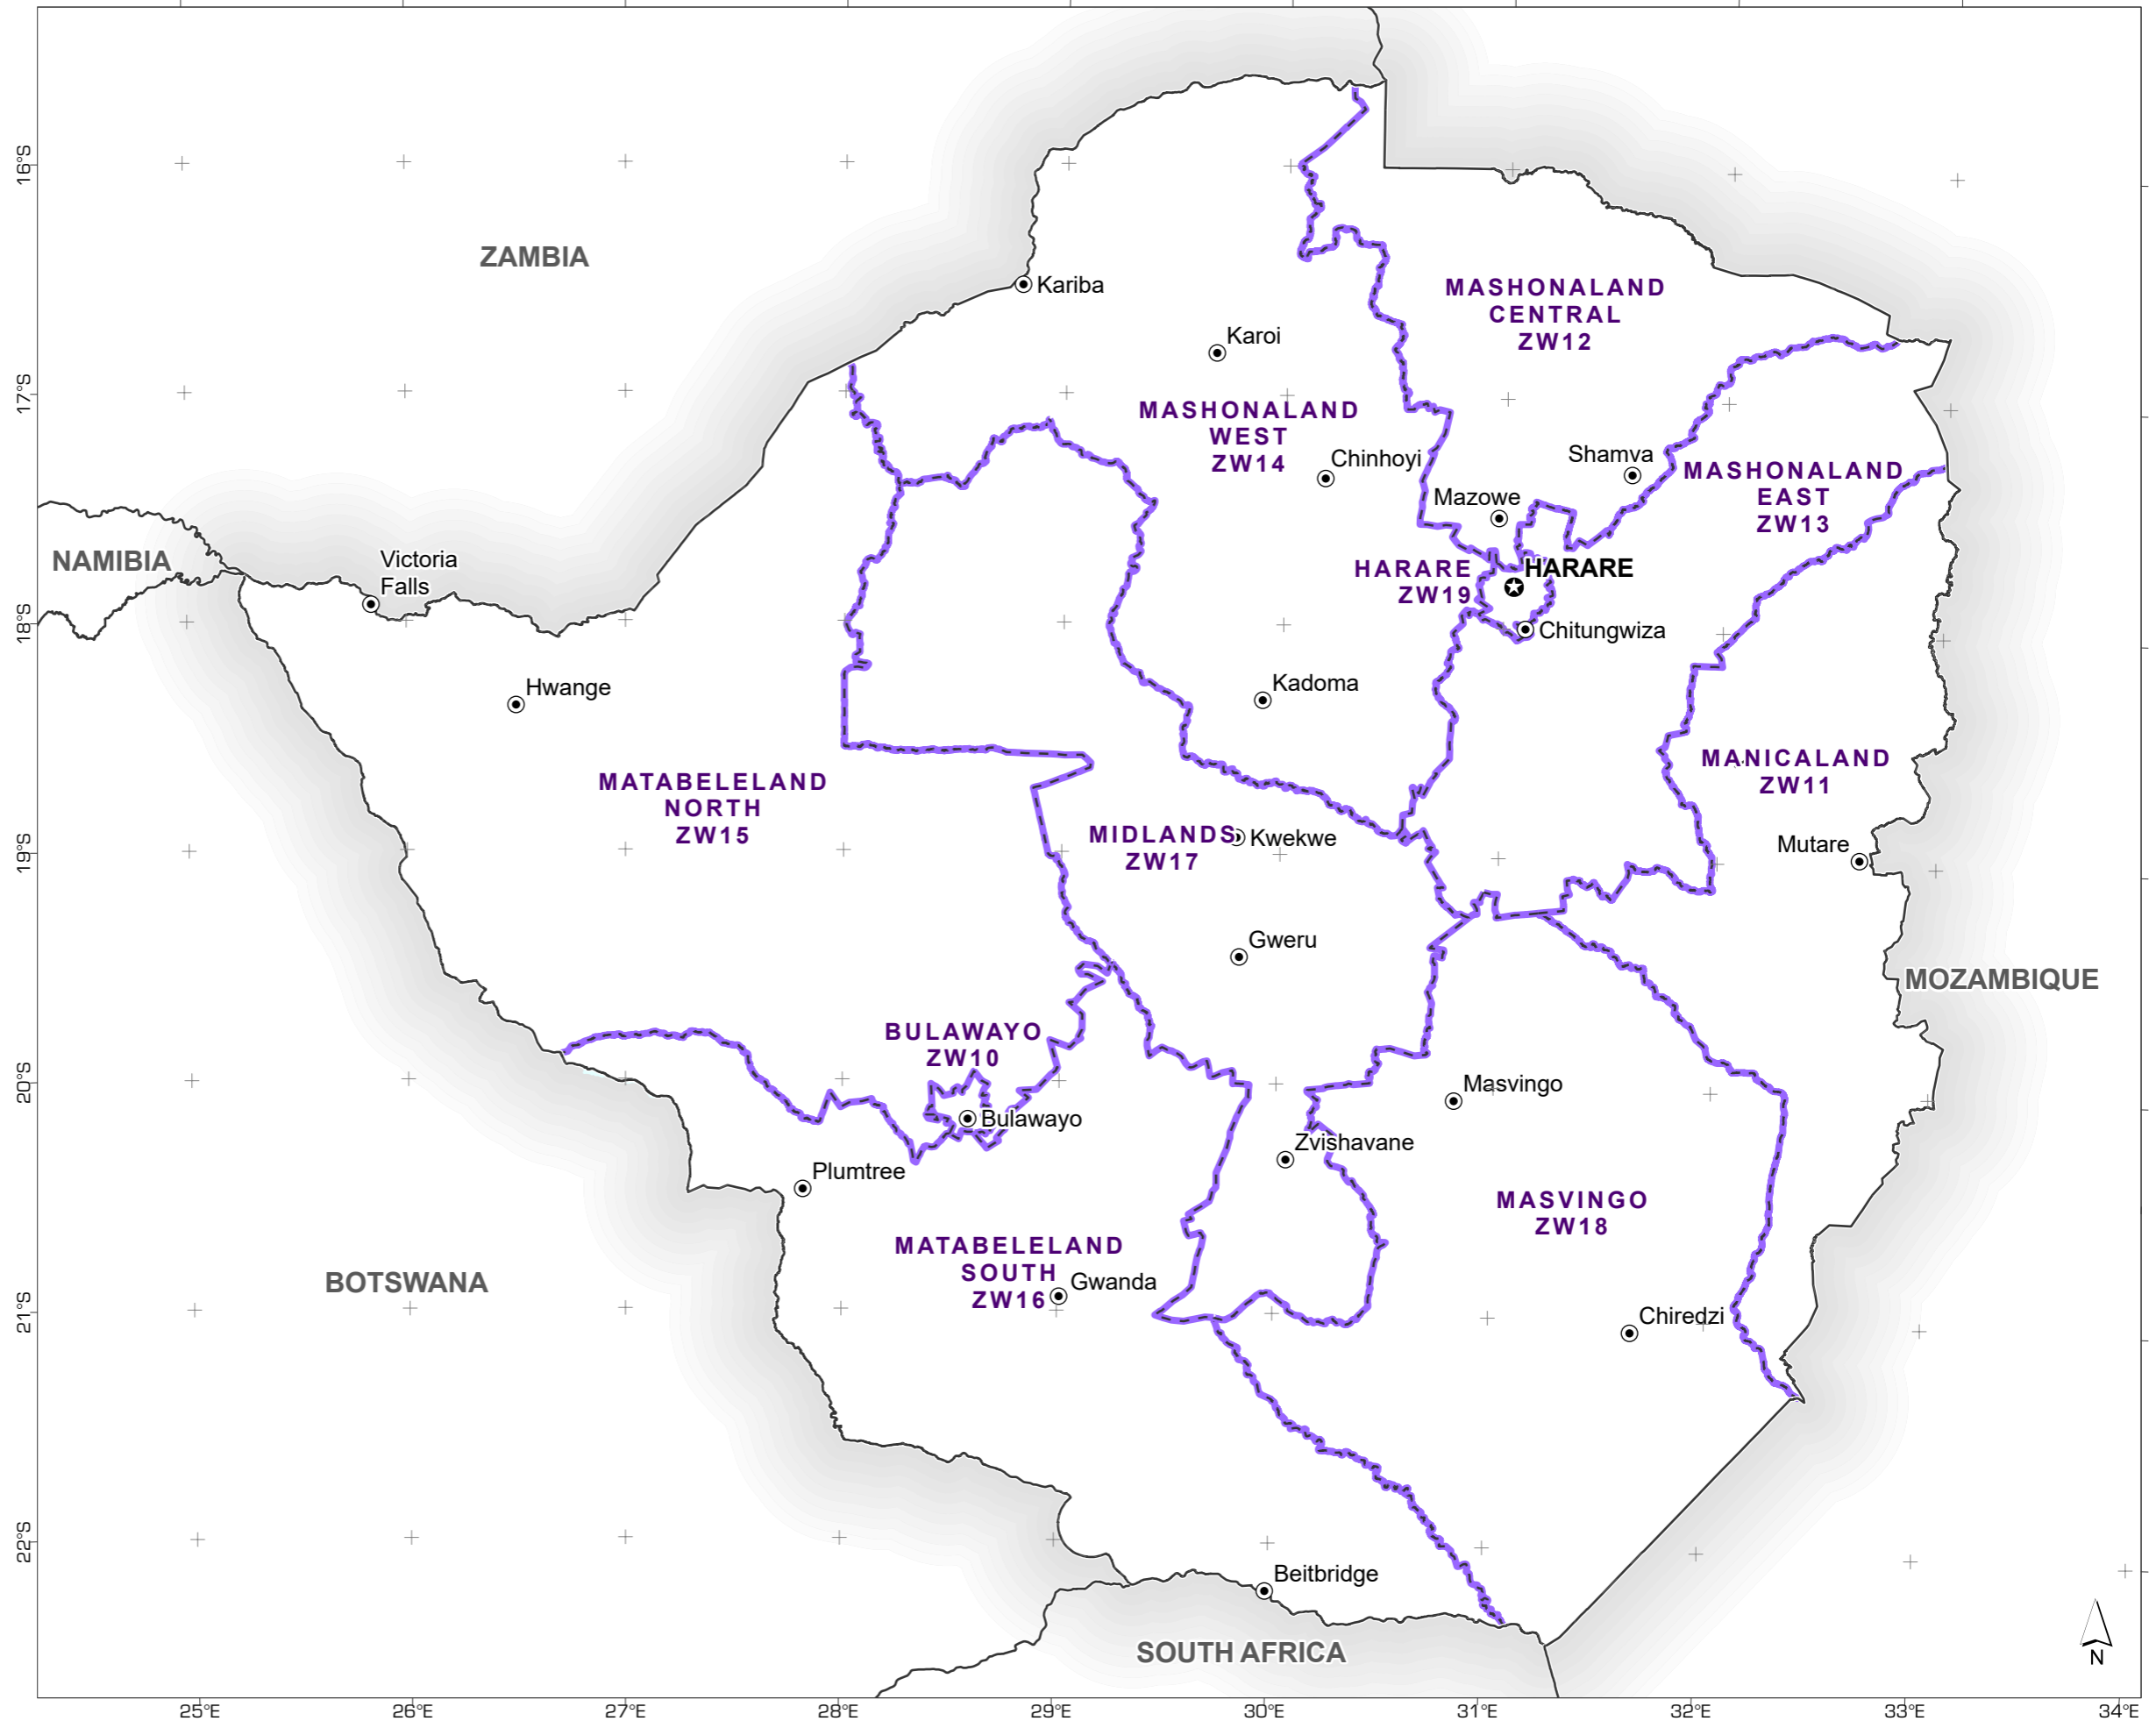 ZAMBIA
16°S
Kariba
MASHONALAND
CENTRAL
ZW12
Karoi
17°S
MASHONALAND
WEST
ZW14
Chinhoyi
Shamva
MASHONALAND
EAST
ZW13
Mazowe
NAMIBIA
Victoria
Falls
HARARE
ZW19
HARARE
18°S
Chitungwiza
Hwange
Kadoma
MATABELELAND
NORTH
ZW15
MANICALAND
ZW11
MIDLANDS
ZW17
Kwekwe
19°S
Mutare
Gweru
MOZAMBIQUE
BULAWAYO
ZW10
20°S
Masvingo
Bulawayo
Zvishavane
Plumtree
MASVINGO
ZW18
MATABELELAND
SOUTH
ZW16
Gwanda
BOTSWANA
21°S
Chiredzi
22°S
Beitbridge
SOUTH AFRICA
N
25°E
26°E
27°E
28°E
29°E
30°E
31°E
32°E
33°E
34°E